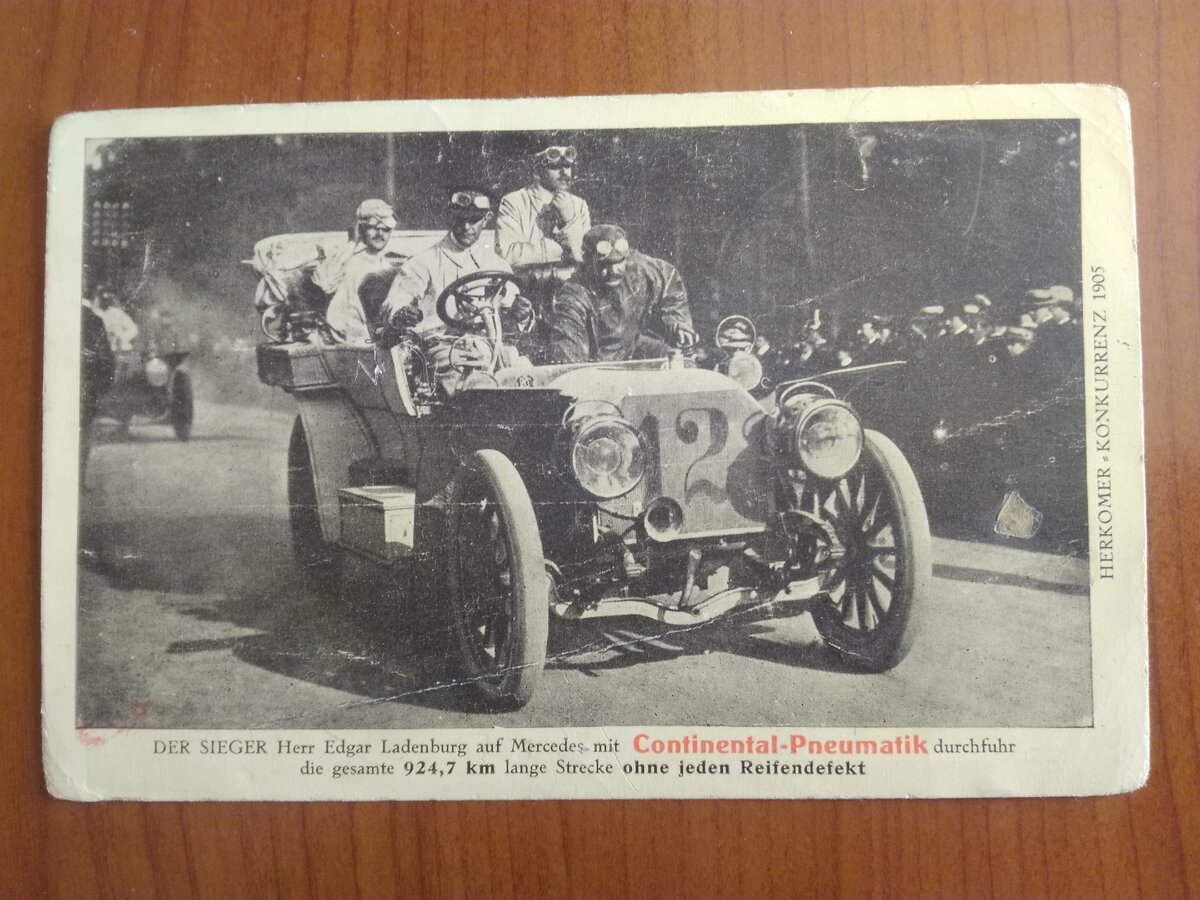 12
HERKOMER-KONKURRENZ 1905
DER SIEGER Herr Edgar Ladenburg auf Mercedes mit Continental-Pneumatik durchfuhr
die gesamte 924,7 km lange Strecke ohne jeden Reifendefekt